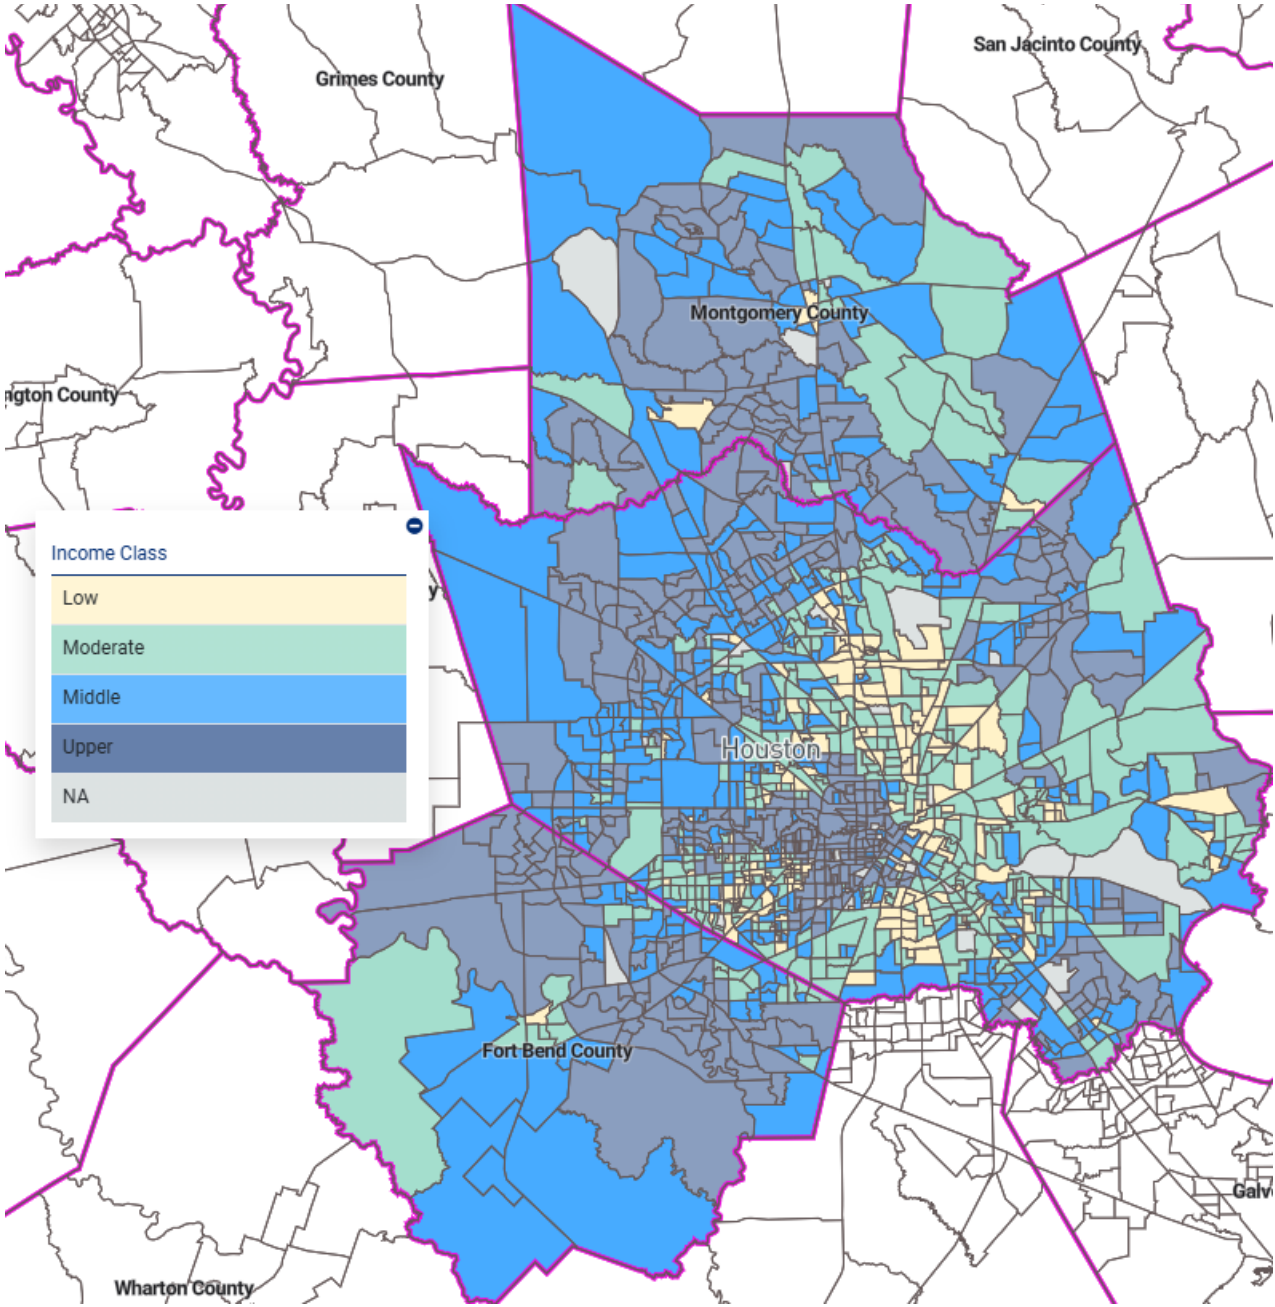 San Jacinto County
Grimes County
Montgomery County
ngton County
Income Class
Low
y
Moderate
Middle
Upper
Houston
NA
Fort Bend County
Galv
Wharton County